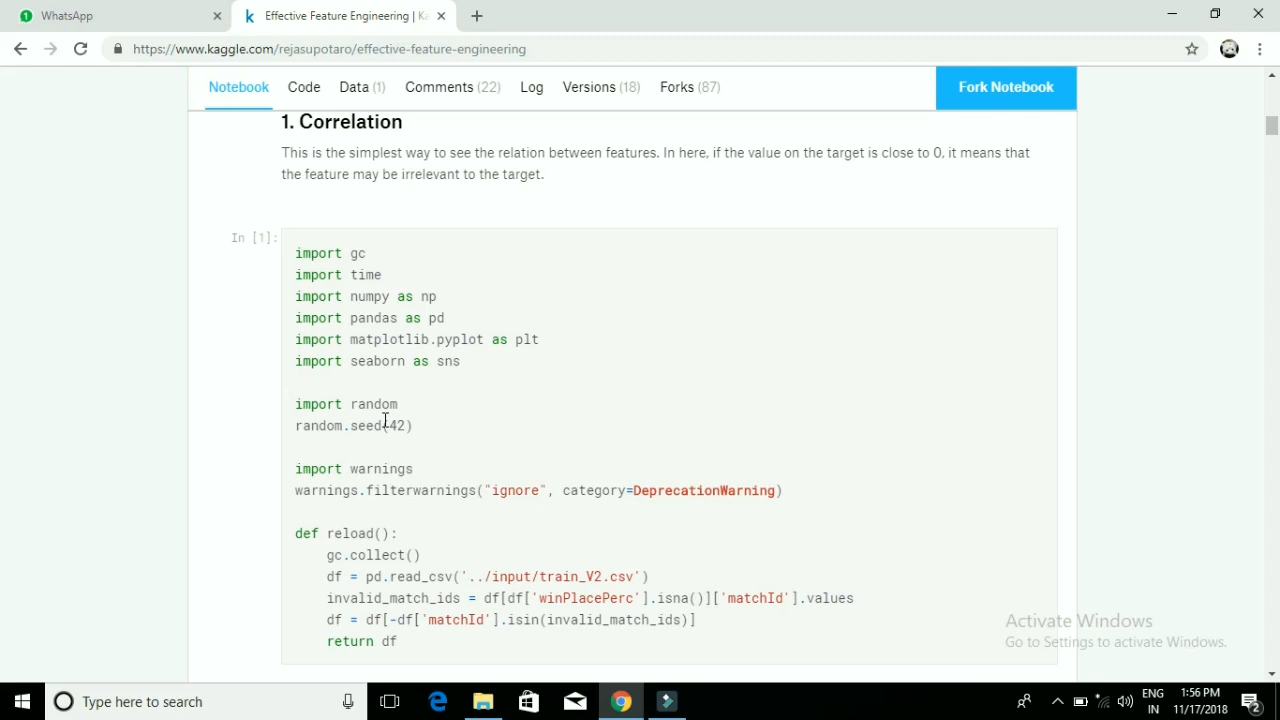 WhatsApp
Effective Feature Engineering | Ka
https://www.kaggle.com/rejasupotaro/effective-feature-engineering
Notebook Code Data (1) Comments (22) Log Versions (18) Forks (87) Fork Notebook
1. Correlation
This is the simplest way to see the relation between features. In here, if the value on the target is close to 0, it means that
the feature may be irrelevant to the target.
In [1]:
import gc
import time
import numpy as np
import pandas as pd
import matplotlib.pyplot as plt
import seaborn as sns
import random
random.seed(42)
import warnings
warnings.filterwarnings("ignore", category=DeprecationWarning)
def reload():
gc.collect()
df = pd.read_csv('../input/train_V2.csv')
invalid_match_ids = df[df['winPlacePerc'].isna()]['matchId'].values
df = df[-df['matchId'].isin(invalid_match_ids)]
return df
Activate Windows
Go to Settings to activate Windows.
Type here to search
ENG 1:56 PM
IN 11/17/2018
2